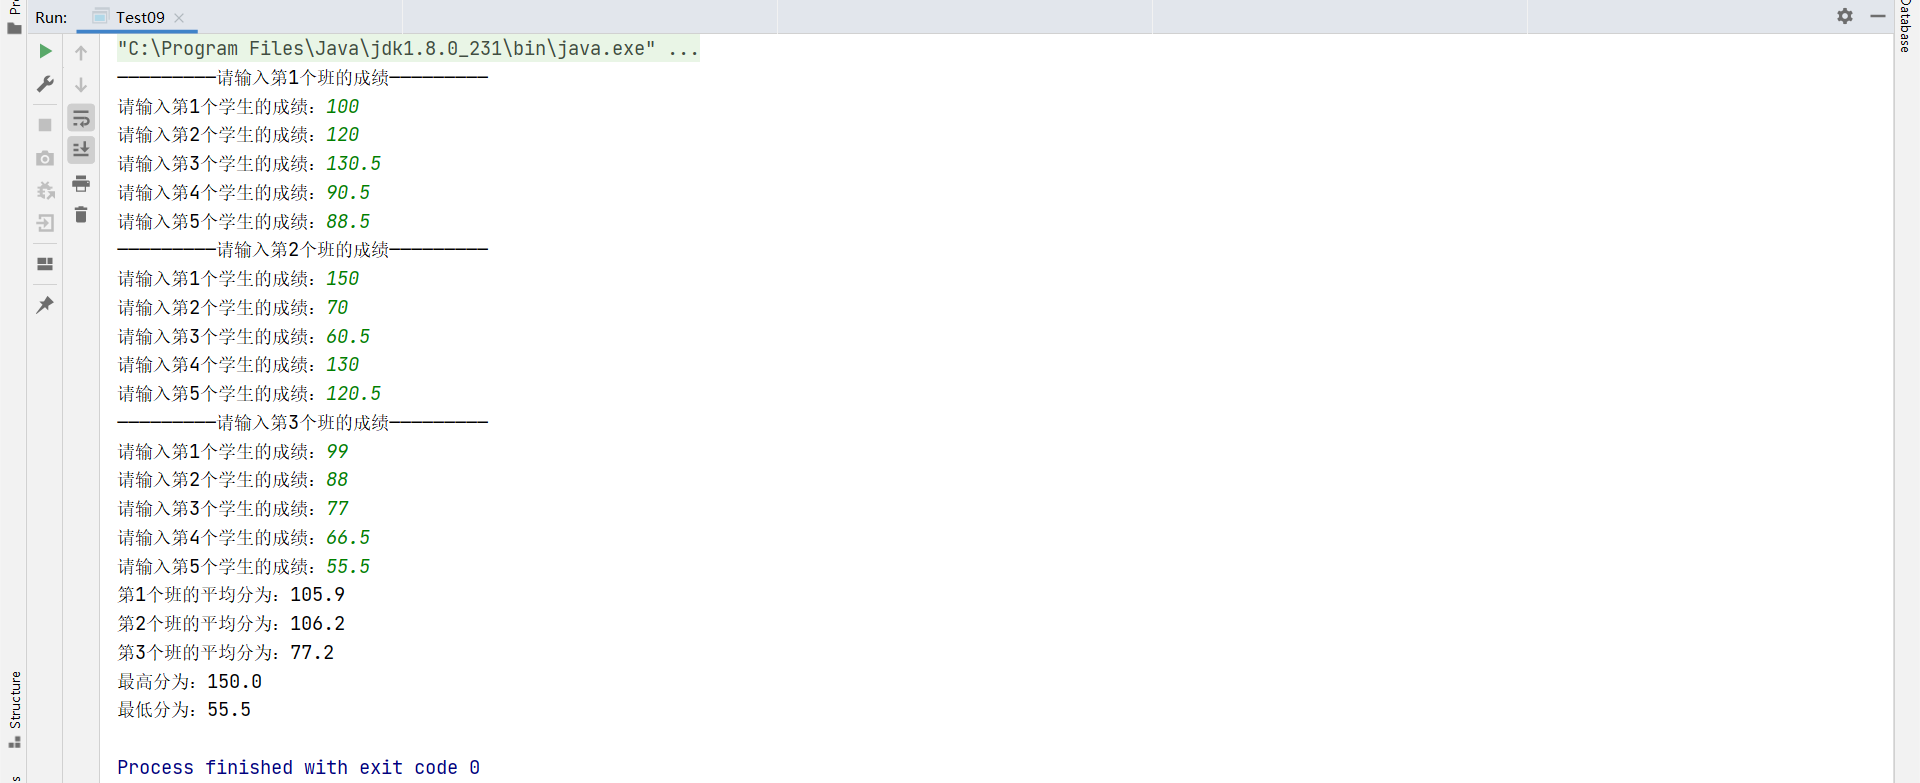 Run: Test09
"C:\Program Files\Java\jdk1.8.0_231\bin\java.exe" ...
—————————请输入第1个班的成绩—————————
请输入第1个学生的成绩：100
请输入第2个学生的成绩：120
请输入第3个学生的成绩：130.5
请输入第4个学生的成绩：90.5
请输入第5个学生的成绩：88.5
—————————请输入第2个班的成绩—————————
请输入第1个学生的成绩：150
请输入第2个学生的成绩：70
请输入第3个学生的成绩：60.5
请输入第4个学生的成绩：130
请输入第5个学生的成绩：120.5
—————————请输入第3个班的成绩—————————
请输入第1个学生的成绩：99
请输入第2个学生的成绩：88
请输入第3个学生的成绩：77
请输入第4个学生的成绩：66.5
请输入第5个学生的成绩：55.5
第1个班的平均分为：105.9
第2个班的平均分为：106.2
第3个班的平均分为：77.2
最高分为：150.0
最低分为：55.5
Process finished with exit code 0
Structure
Database